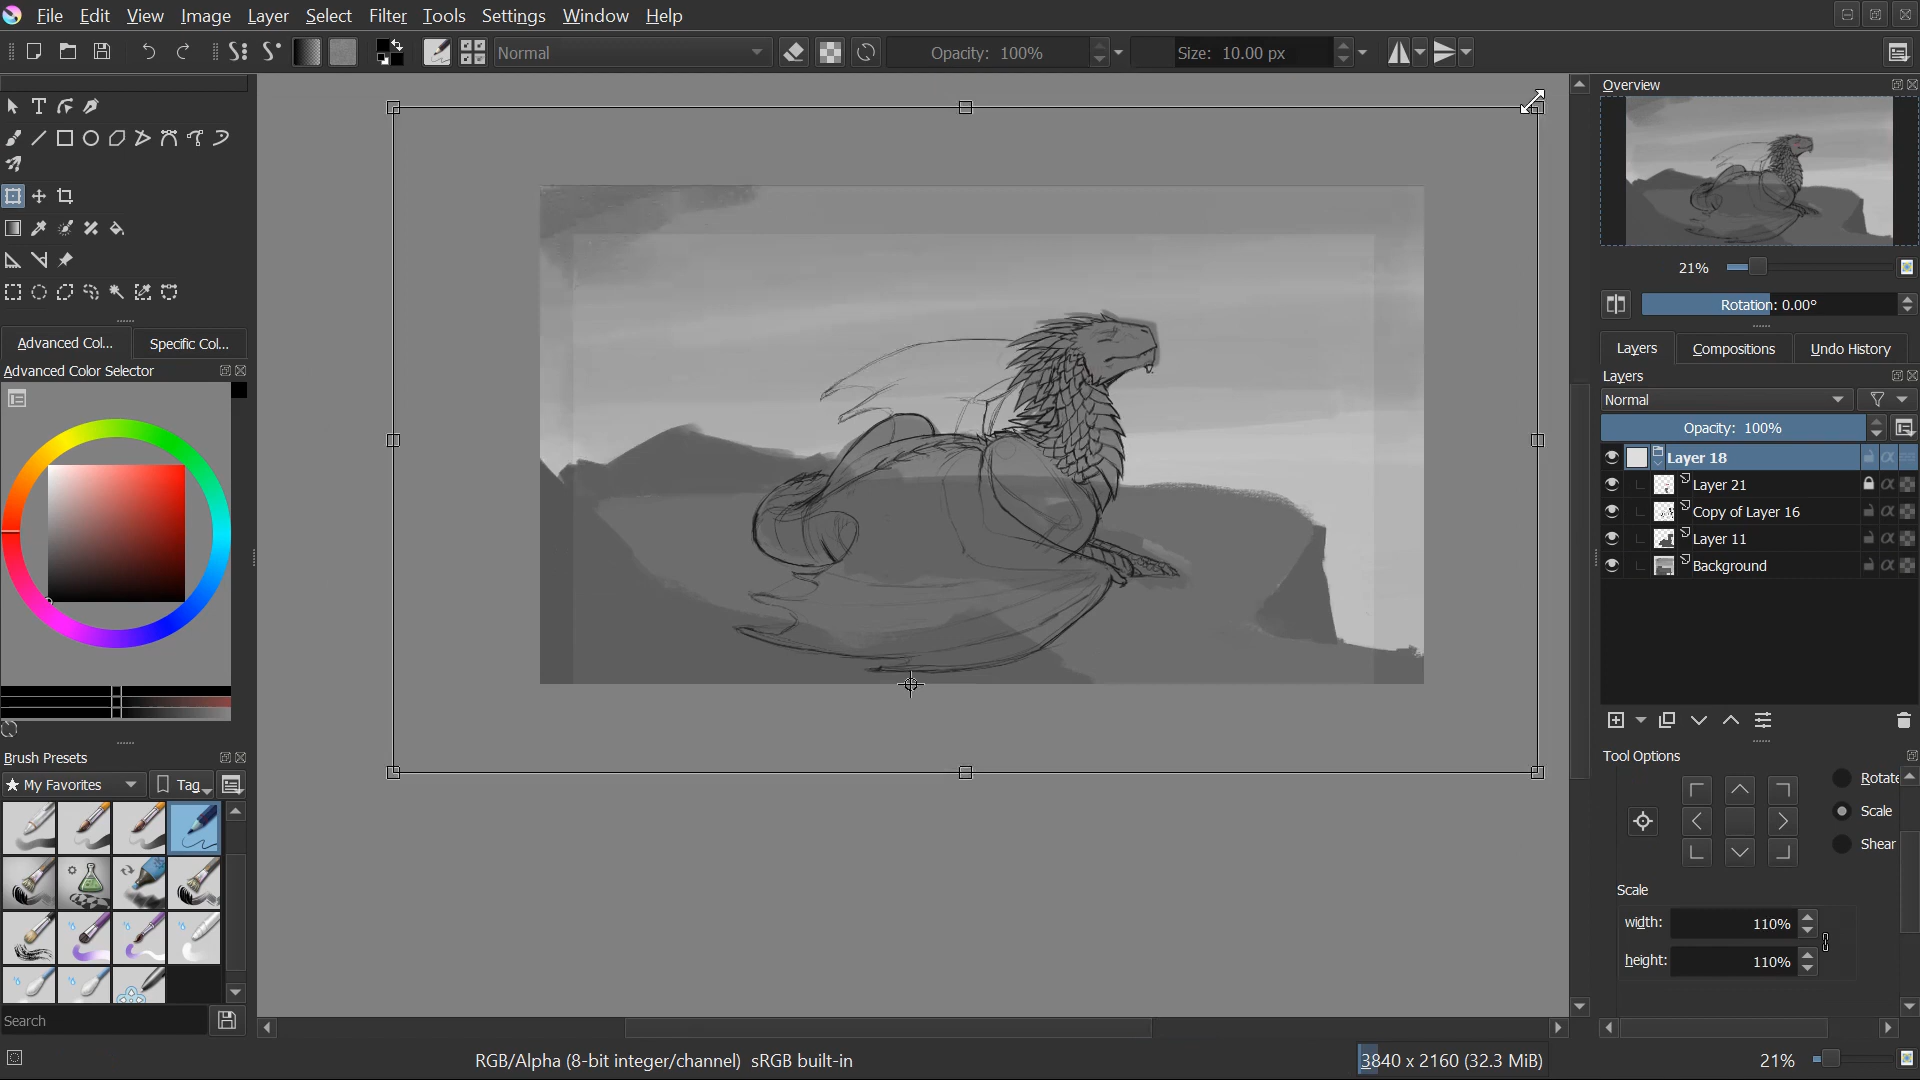 File Edit View Image Layer Select Filter Tools Settings Window Help
Normal Opacity: 100% Size: 10.00 px
Overview
21%
Rotation: 0.00°
Advanced Col... Specific Col...
Advanced Color Selector
Layers Compositions Undo History
Layers
Normal
Opacity: 100%
Layer 18
Layer 21
Copy of Layer 16
Layer 11
Background
Brush Presets
★ My Favorites Tag
Search
Tool Options
Rotate
Scale
Shear
Scale
width: 110%
height: 110%
RGB/Alpha (8-bit integer/channel) sRGB built-in 3840 x 2160 (32.3 MiB) 21%